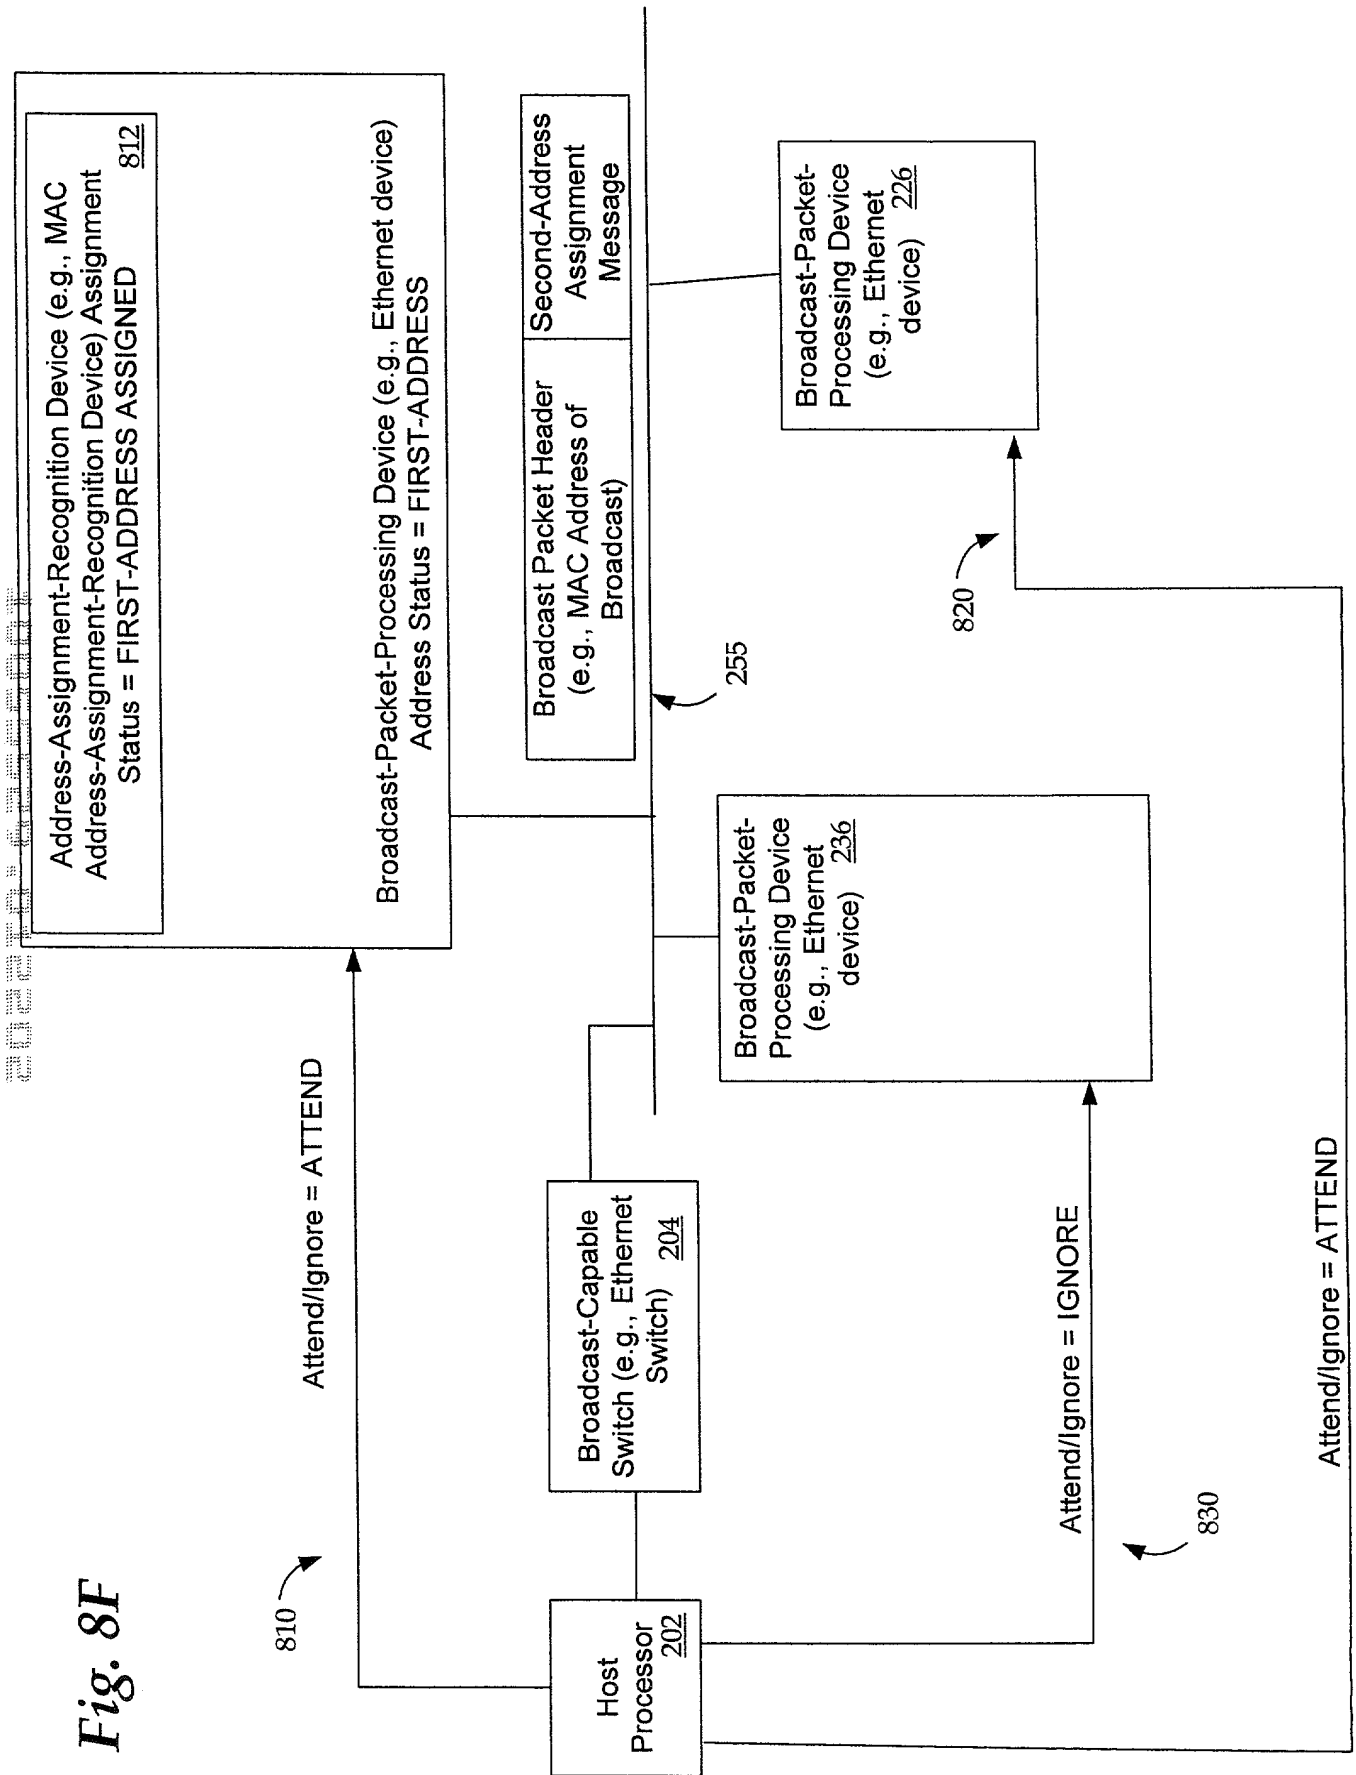 Fig. 8F
Address-Assignment-Recognition Device (e.g., MAC
Address-Assignment-Recognition Device) Assignment
Status = FIRST-ADDRESS ASSIGNED
812
Broadcast-Packet-Processing Device (e.g., Ethernet device)
Address Status = FIRST-ADDRESS
810
Attend/Ignore = ATTEND
Broadcast Packet Header
(e.g., MAC Address of
Broadcast)
Second-Address
Assignment
Message
Host
Processor
202
Broadcast-Capable
Switch (e.g., Ethernet
Switch)
204
255
Broadcast-Packet-
Processing Device
(e.g., Ethernet
device)
236
Broadcast-Packet-
Processing Device
(e.g., Ethernet
device)
226
820
Attend/Ignore = IGNORE
830
Attend/Ignore = ATTEND